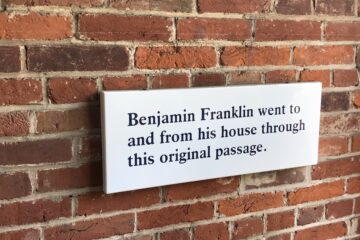 Benjamin Franklin went to
and from his house through
this original passage.